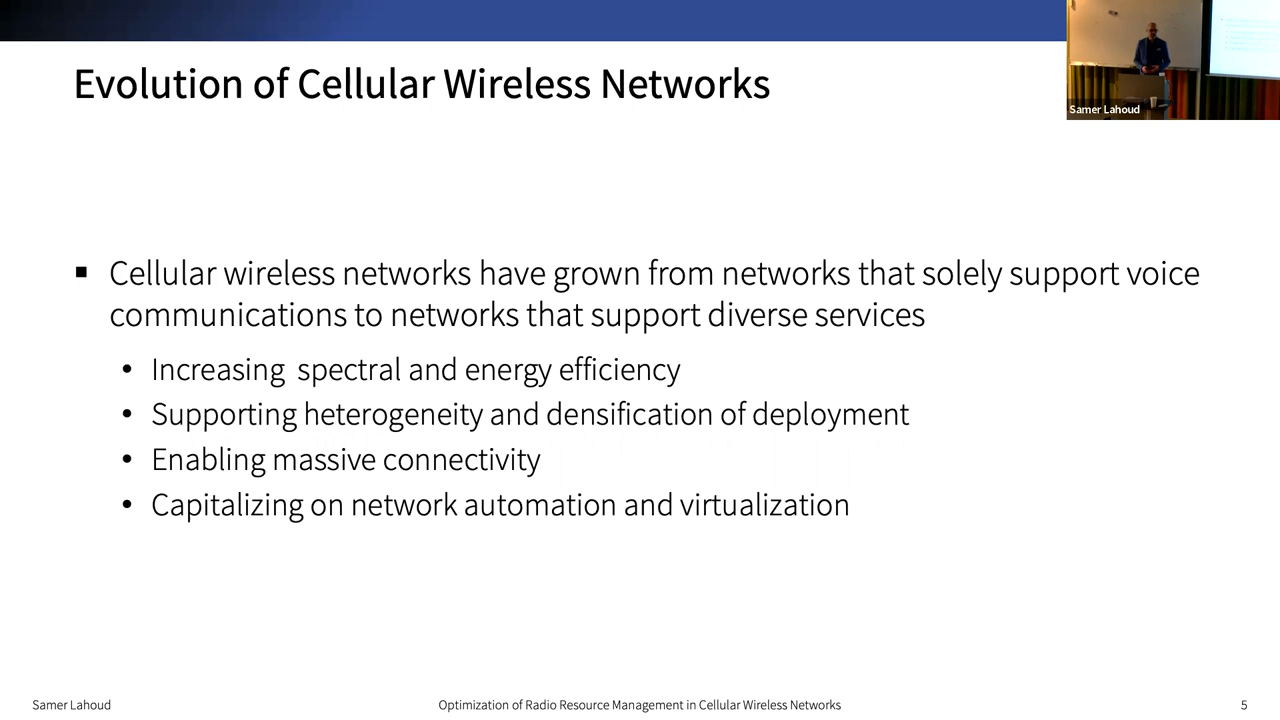 Evolution of Cellular Wireless Networks
Samer Lahoud
▪ Cellular wireless networks have grown from networks that solely support voice
communications to networks that support diverse services
• Increasing spectral and energy efficiency
• Supporting heterogeneity and densification of deployment
• Enabling massive connectivity
• Capitalizing on network automation and virtualization
Samer Lahoud
Optimization of Radio Resource Management in Cellular Wireless Networks
5